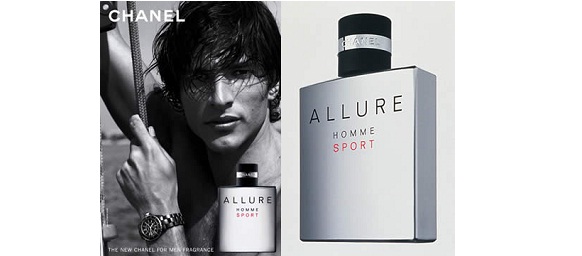 CHANEL
ALLURE
HOMME
SPORT
THE NEW CHANEL FOR MEN FRAGRANCE
CHANEL
ALLURE
HOMME
SPORT